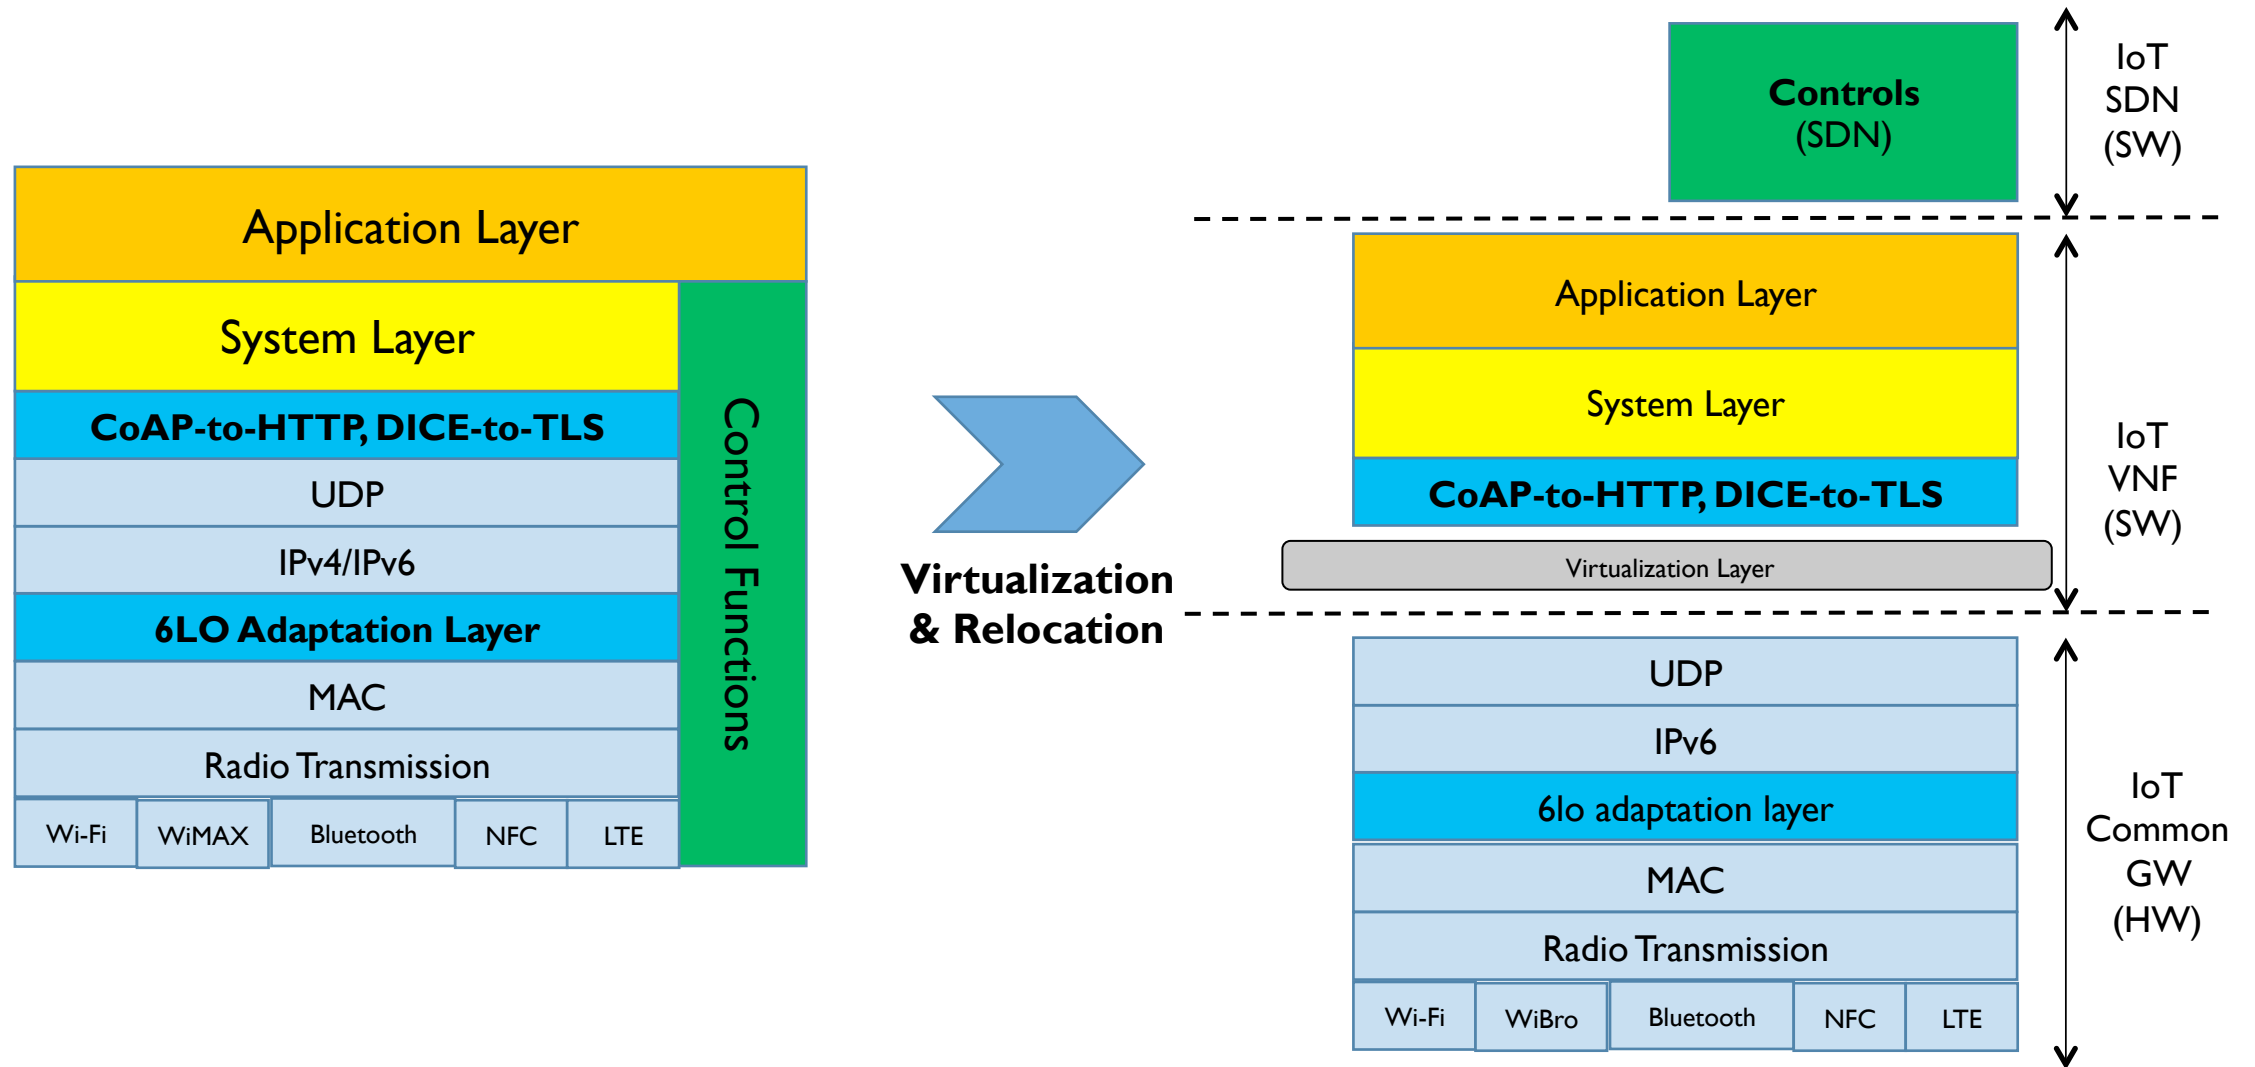 Application Layer
System Layer
CoAP-to-HTTP, DICE-to-TLS
UDP
IPv4/IPv6
6LO Adaptation Layer
MAC
Radio Transmission
Wi-Fi
WiMAX
Bluetooth
NFC
LTE
Control Functions
Virtualization
& Relocation
Controls
(SDN)
Application Layer
System Layer
CoAP-to-HTTP, DICE-to-TLS
Virtualization Layer
UDP
IPv6
6lo adaptation layer
MAC
Radio Transmission
Wi-Fi
WiBro
Bluetooth
NFC
LTE
IoT
SDN
(SW)
IoT
VNF
(SW)
IoT
Common
GW
(HW)